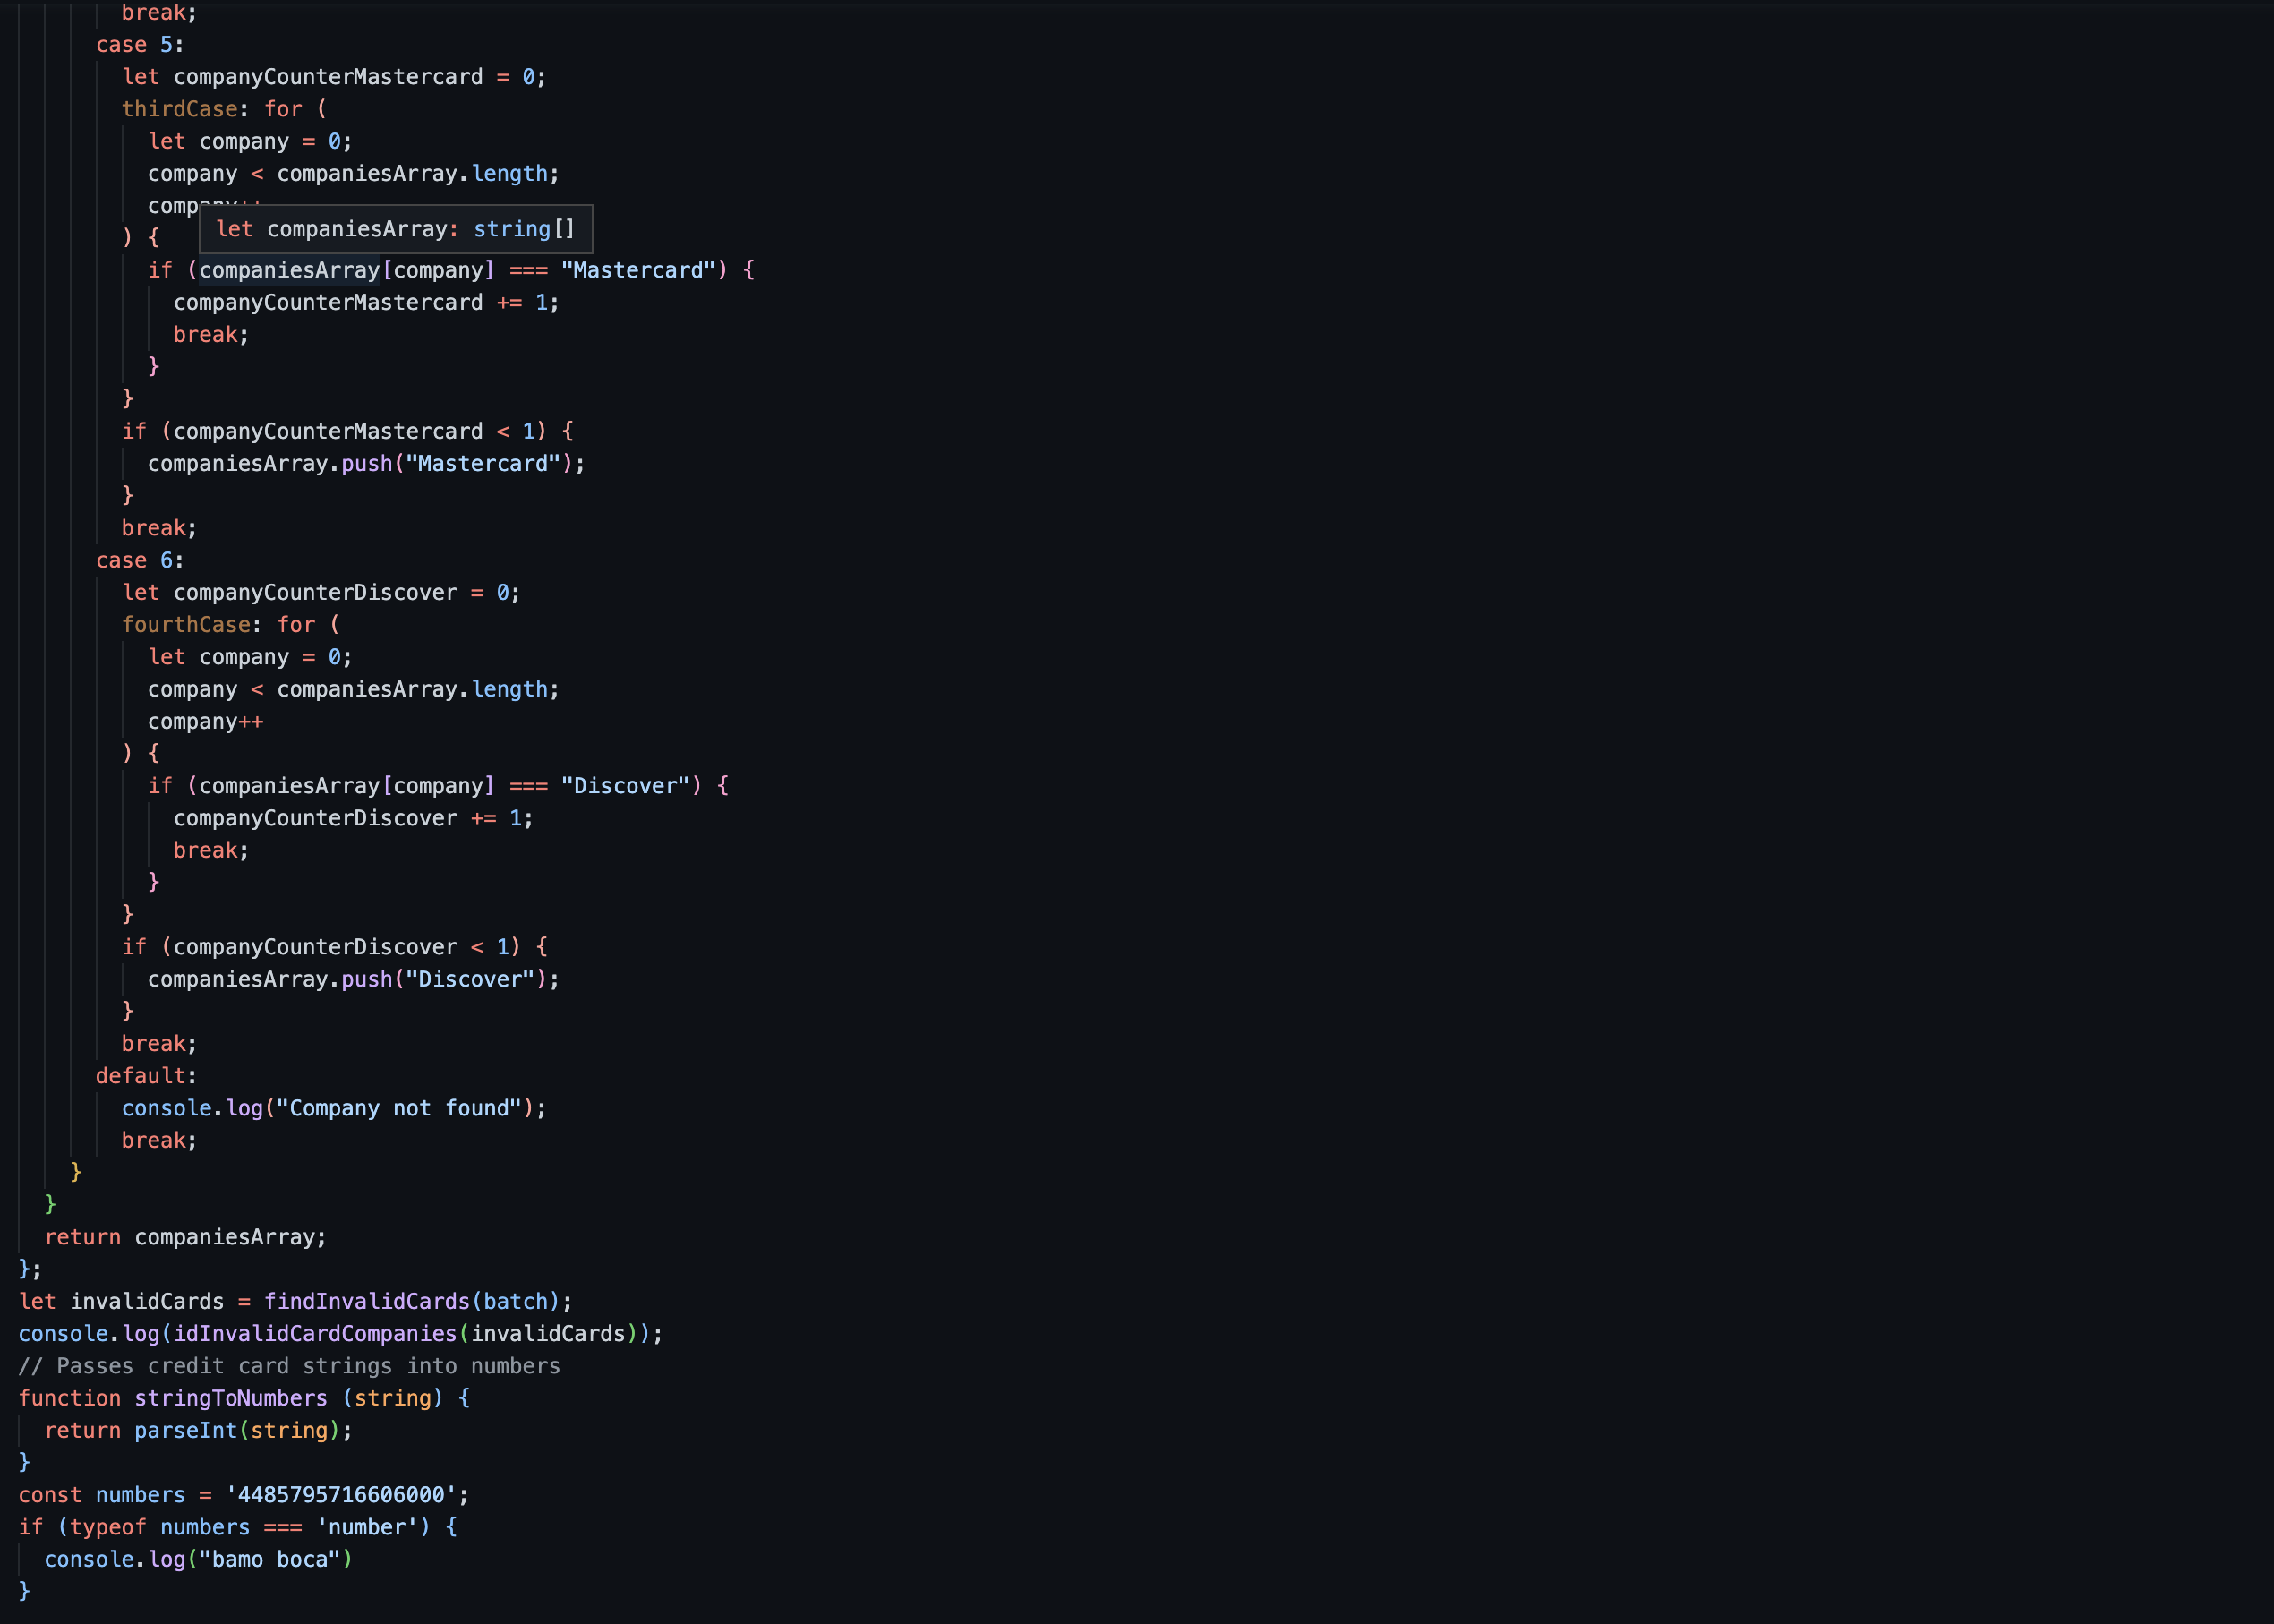 break;
case 5:
let companyCounterMastercard = 0;
thirdCase: for (
let company = 0;
company < companiesArray.length;
let companiesArray: string[]
) {
if (companiesArray[company] === "Mastercard") {
companyCounterMastercard += 1;
break;
}
}
if (companyCounterMastercard < 1) {
companiesArray.push("Mastercard");
}
break;
case 6:
let companyCounterDiscover = 0;
fourthCase: for (
let company = 0;
company < companiesArray.length;
company++
) {
if (companiesArray[company] === "Discover") {
companyCounterDiscover += 1;
break;
}
}
if (companyCounterDiscover < 1) {
companiesArray.push("Discover");
}
break;
default:
console.log("Company not found");
break;
}
}
return companiesArray;
};
let invalidCards = findInvalidCards(batch);
console.log(idInvalidCardCompanies(invalidCards));
// Passes credit card strings into numbers
function stringToNumbers (string) {
return parseInt(string);
}
const numbers = '4485795716606000';
if (typeof numbers === 'number') {
console.log("bamo boca")
}